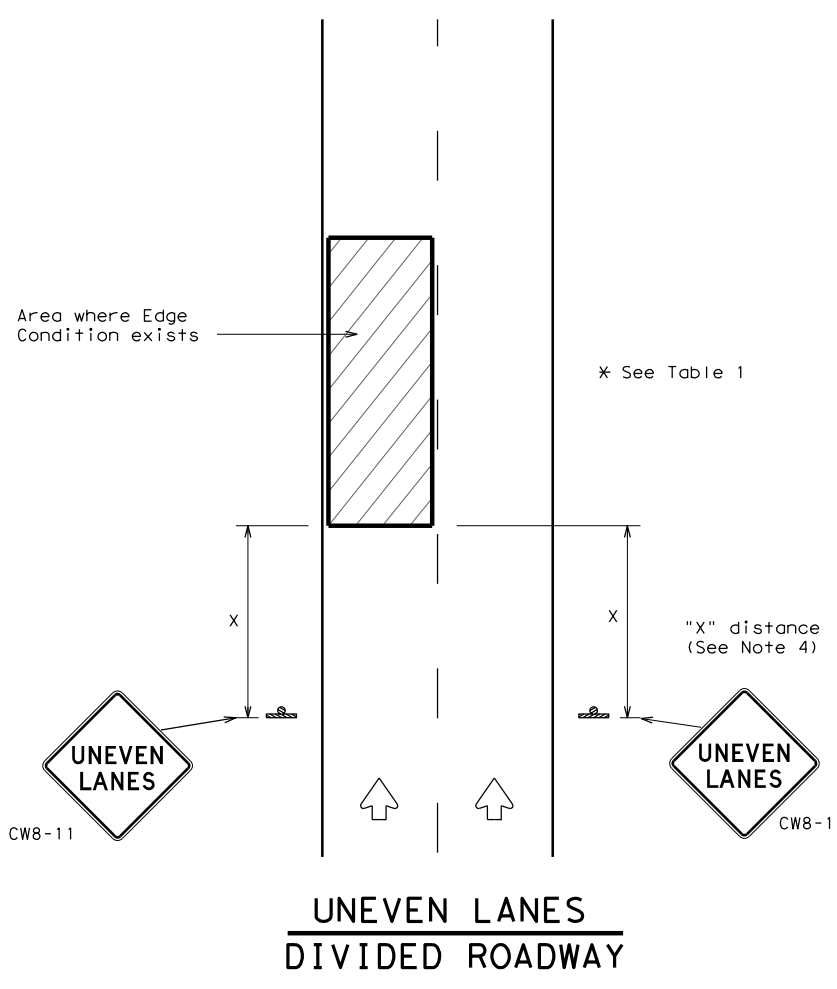 Area where Edge
Condition exists
* See Table 1
X
X
"X" distance
(See Note 4)
UNEVEN
LANES
CW8-11
UNEVEN
LANES
CW8-1
UNEVEN LANES
DIVIDED ROADWAY